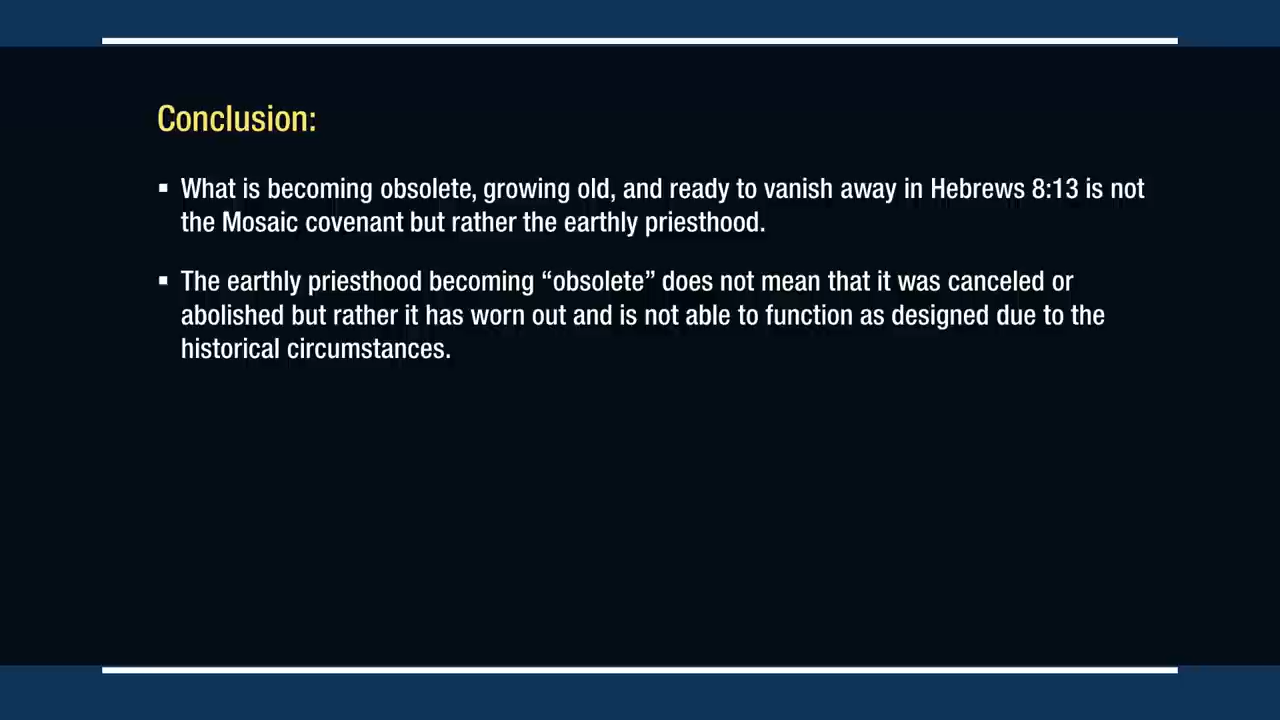 Conclusion:
▪ What is becoming obsolete, growing old, and ready to vanish away in Hebrews 8:13 is not
the Mosaic covenant but rather the earthly priesthood.
▪ The earthly priesthood becoming “obsolete” does not mean that it was canceled or
abolished but rather it has worn out and is not able to function as designed due to the
historical circumstances.